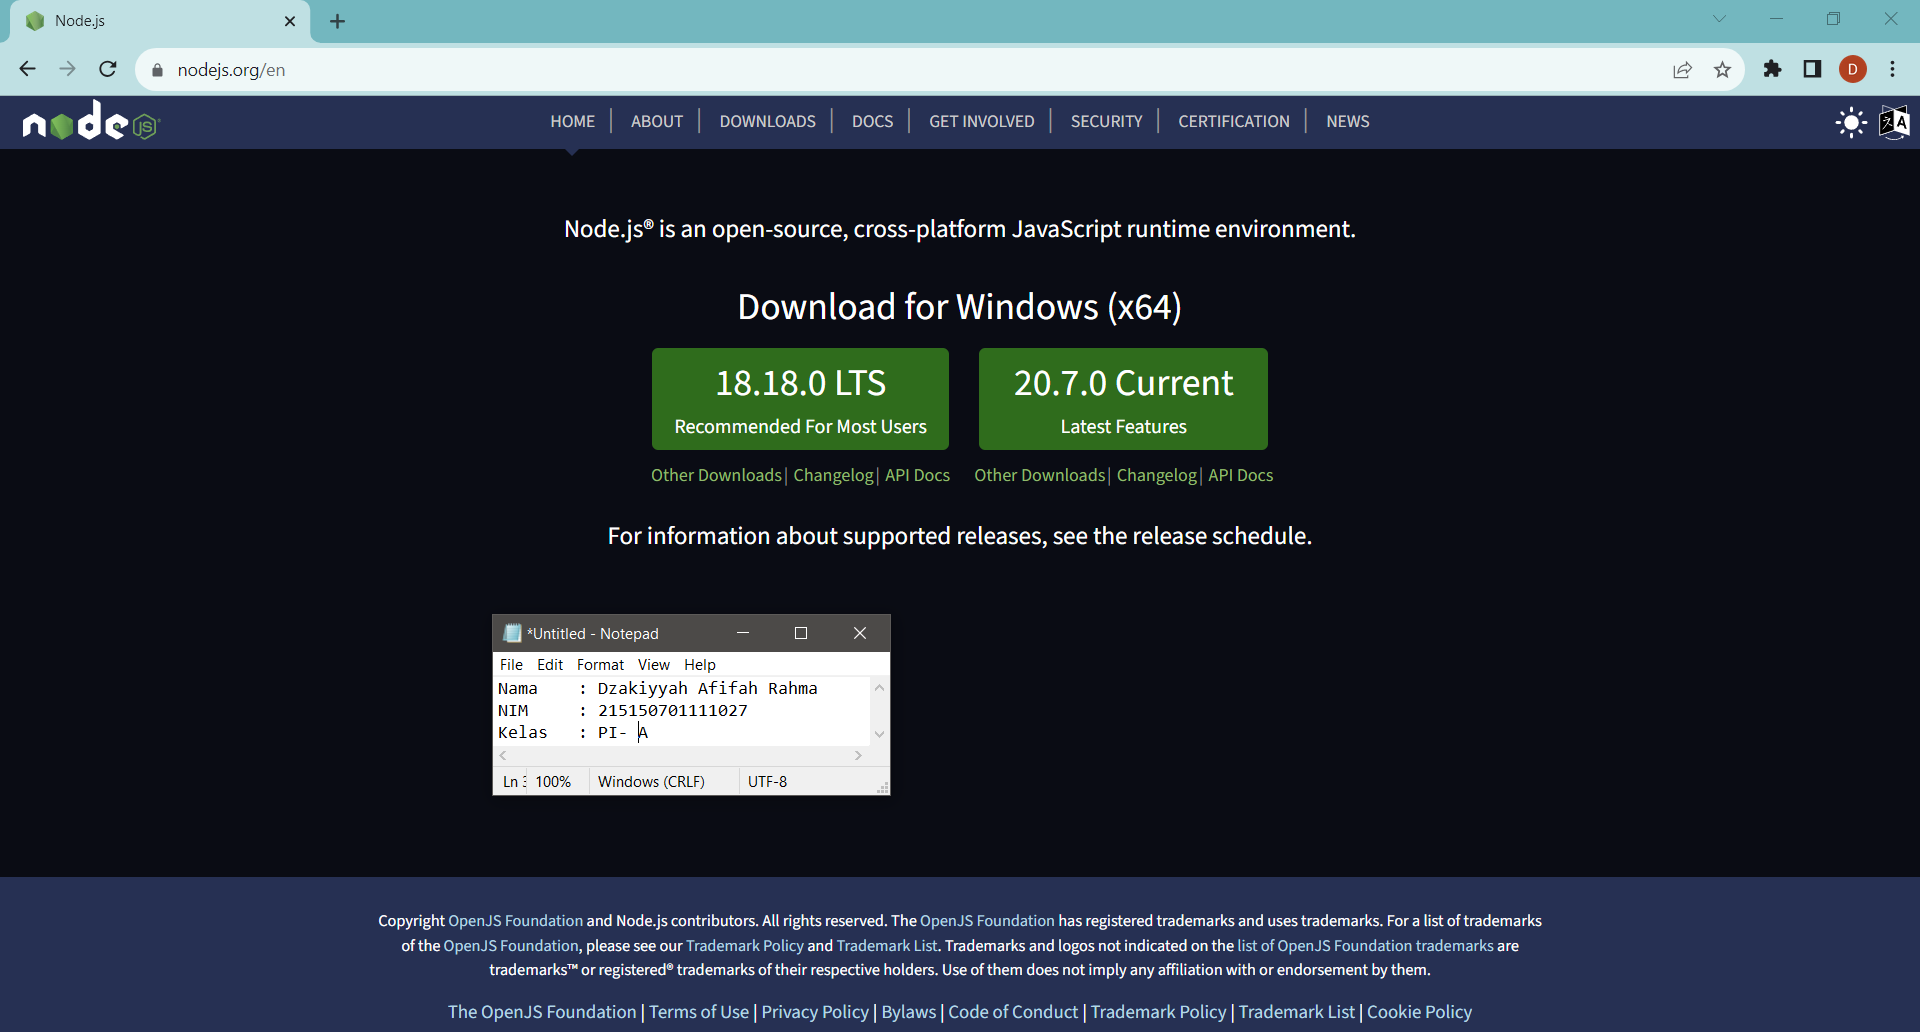 Node.js
nodejs.org/en
D
node JS
HOME | ABOUT | DOWNLOADS | DOCS | GET INVOLVED | SECURITY | CERTIFICATION | NEWS
Node.js® is an open-source, cross-platform JavaScript runtime environment.
Download for Windows (x64)
18.18.0 LTS
Recommended For Most Users
20.7.0 Current
Latest Features
Other Downloads | Changelog | API Docs
Other Downloads | Changelog | API Docs
For information about supported releases, see the release schedule.
*Untitled - Notepad
File Edit Format View Help
Nama : Dzakiyyah Afifah Rahma
NIM : 215150701111027
Kelas : PI- A
Ln 3 100% Windows (CRLF) UTF-8
Copyright OpenJS Foundation and Node.js contributors. All rights reserved. The OpenJS Foundation has registered trademarks and uses trademarks. For a list of trademarks
of the OpenJS Foundation, please see our Trademark Policy and Trademark List. Trademarks and logos not indicated on the list of OpenJS Foundation trademarks are
trademarks™ or registered® trademarks of their respective holders. Use of them does not imply any affiliation with or endorsement by them.
The OpenJS Foundation | Terms of Use | Privacy Policy | Bylaws | Code of Conduct | Trademark Policy | Trademark List | Cookie Policy